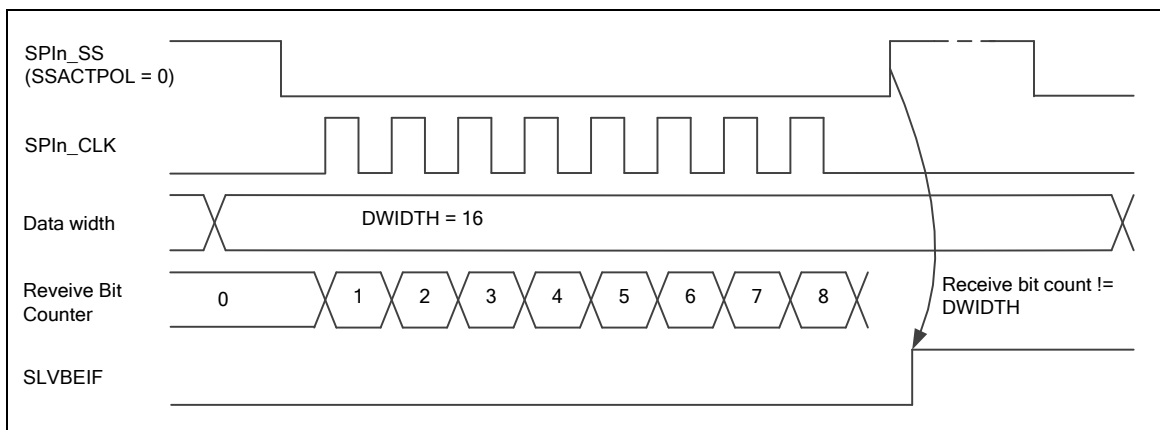 SPIn_SS
(SSACTPOL = 0)
SPIn_CLK
Data width
DWIDTH = 16
Reveive Bit
Counter
0
1
2
3
4
5
6
7
8
Receive bit count !=
DWIDTH
SLVBEIF